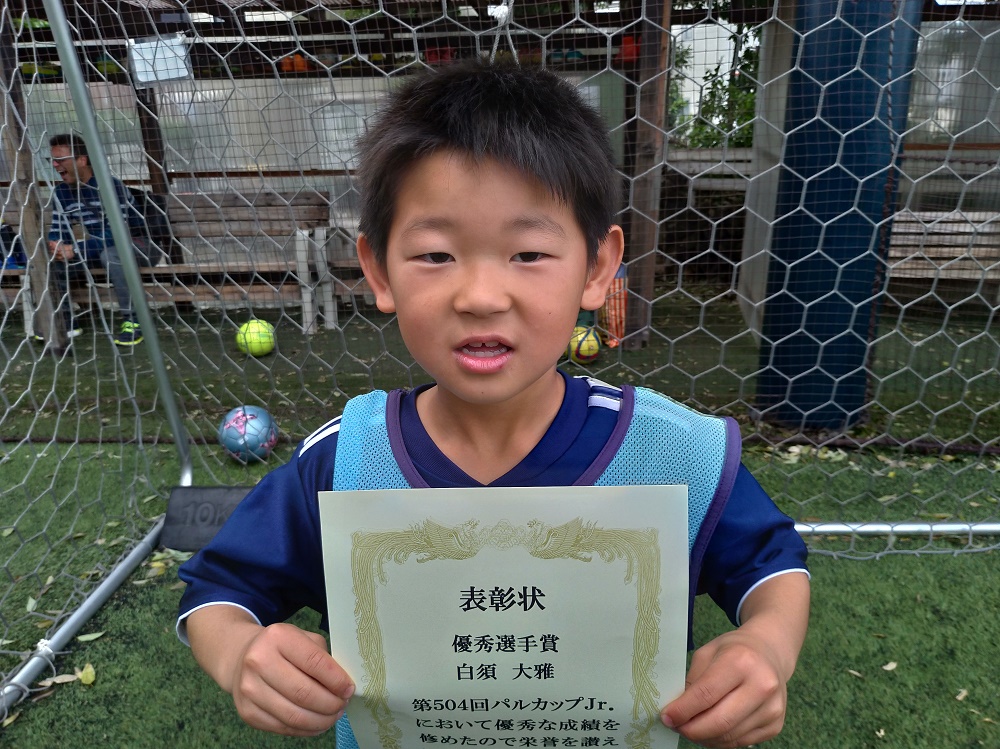 表彰状
優秀選手賞
白須 大雅
第504回パルカップJr.
において優秀な成績を
修めたので栄誉を讃え